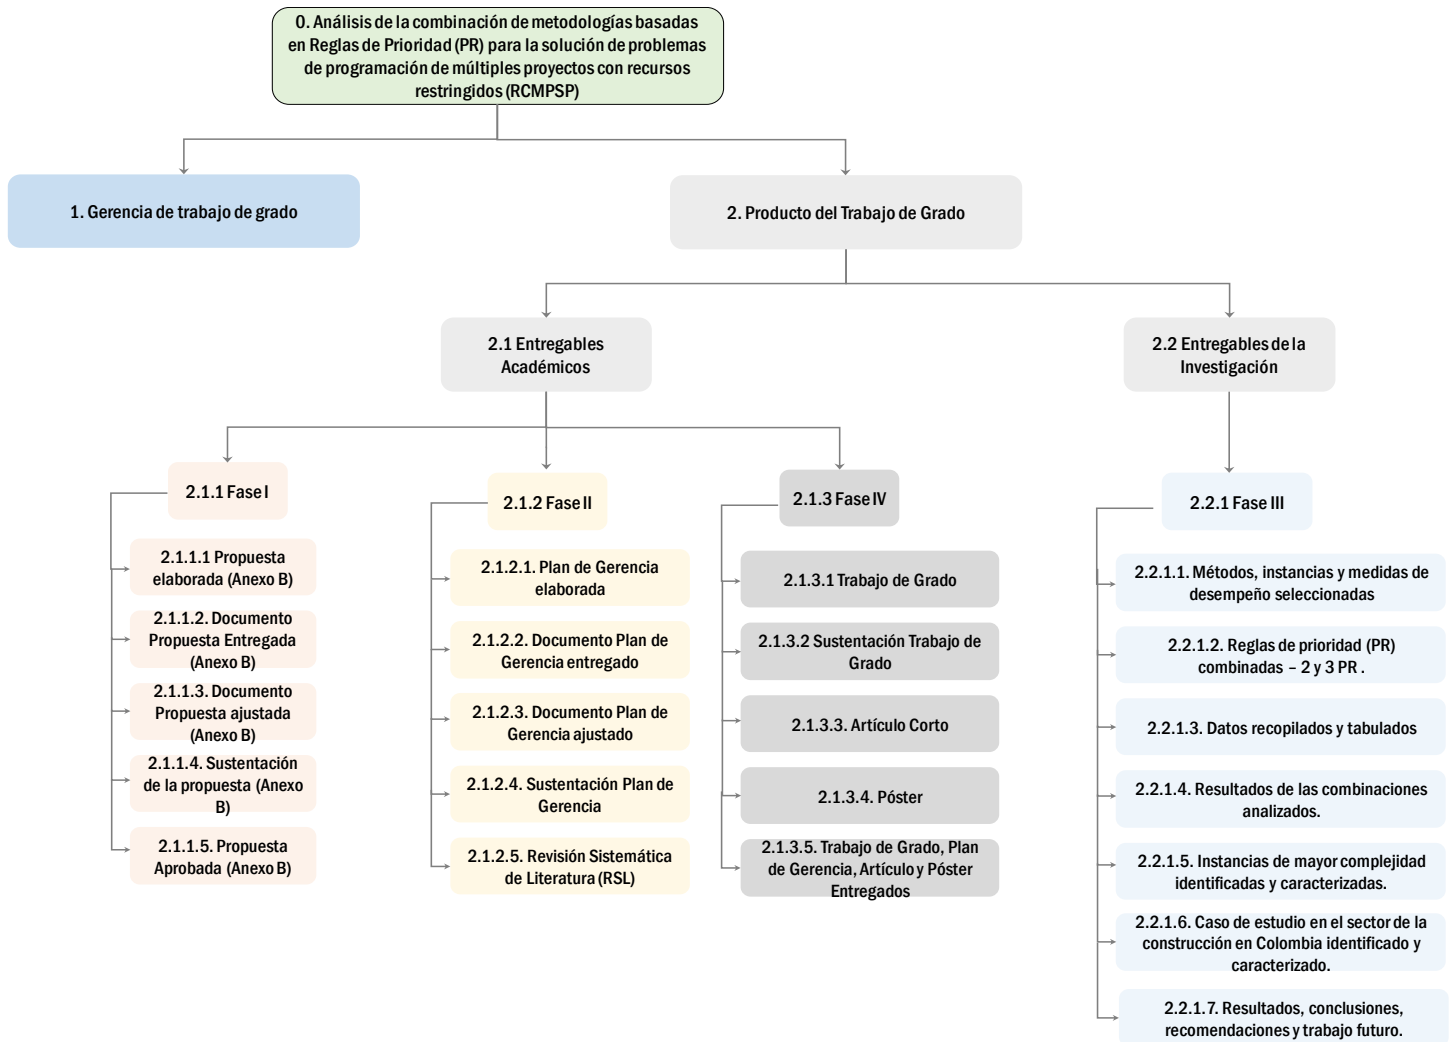 0. Análisis de la combinación de metodologías basadas
en Reglas de Prioridad (PR) para la solución de problemas
de programación de múltiples proyectos con recursos
restringidos (RCMPSP)
1. Gerencia de trabajo de grado
2. Producto del Trabajo de Grado
2.1 Entregables
Académicos
2.2 Entregables de la
Investigación
2.1.1 Fase I
2.1.1.1 Propuesta
elaborada (Anexo B)
2.1.1.2. Documento
Propuesta Entregada
(Anexo B)
2.1.1.3. Documento
Propuesta ajustada
(Anexo B)
2.1.1.4. Sustentación
de la propuesta (Anexo
B)
2.1.1.5. Propuesta
Aprobada (Anexo B)
2.1.2 Fase II
2.1.2.1. Plan de Gerencia
elaborada
2.1.2.2. Documento Plan de
Gerencia entregado
2.1.2.3. Documento Plan de
Gerencia ajustado
2.1.2.4. Sustentación Plan de
Gerencia
2.1.2.5. Revisión Sistemática
de Literatura (RSL)
2.1.3 Fase IV
2.1.3.1 Trabajo de Grado
2.1.3.2 Sustentación Trabajo de
Grado
2.1.3.3. Artículo Corto
2.1.3.4. Póster
2.1.3.5. Trabajo de Grado, Plan
de Gerencia, Artículo y Póster
Entregados
2.2.1 Fase III
2.2.1.1. Métodos, instancias y medidas de
desempeño seleccionadas
2.2.1.2. Reglas de prioridad (PR)
combinadas – 2 y 3 PR .
2.2.1.3. Datos recopilados y tabulados
2.2.1.4. Resultados de las combinaciones
analizados.
2.2.1.5. Instancias de mayor complejidad
identificadas y caracterizadas.
2.2.1.6. Caso de estudio en el sector de la
construcción en Colombia identificado y
caracterizado.
2.2.1.7. Resultados, conclusiones,
recomendaciones y trabajo futuro.